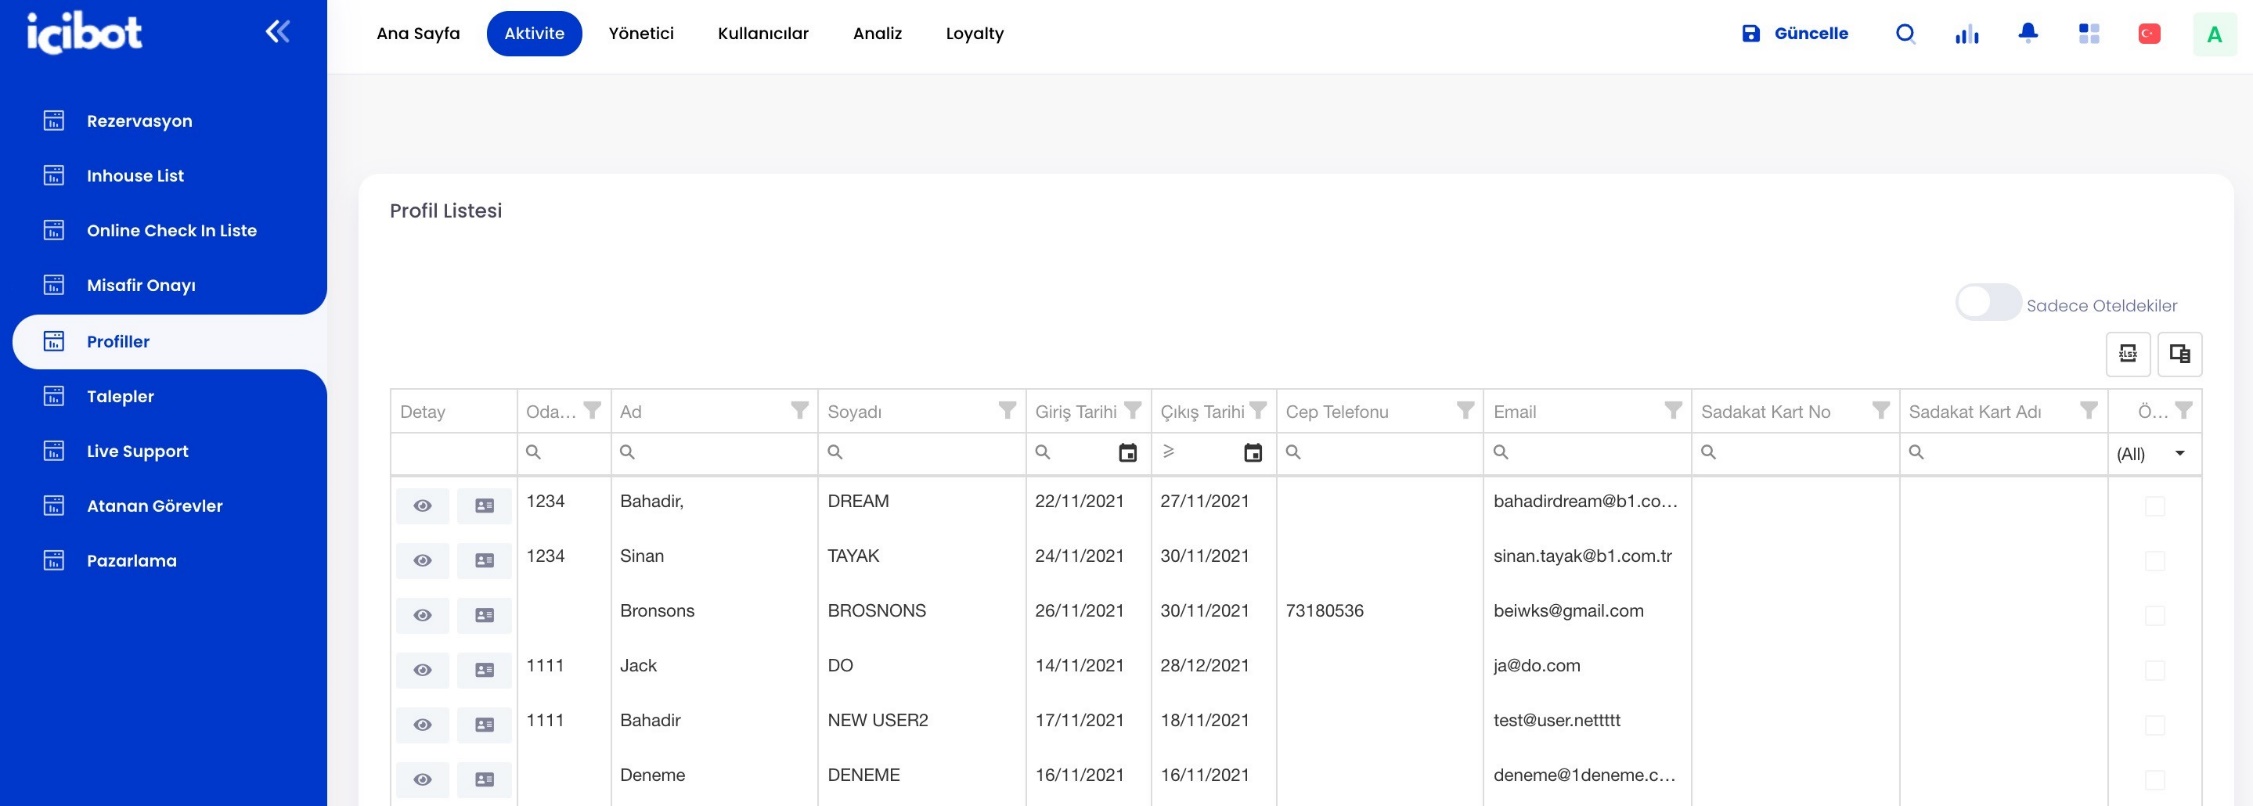 icibot
Ana Sayfa
Aktivite
Yönetici
Kullanıcılar
Analiz
Loyalty
Güncelle
A
Rezervasyon
Inhouse List
Online Check In Liste
Misafir Onayı
Profiller
Talepler
Live Support
Atanan Görevler
Pazarlama
Profil Listesi
Sadece Oteldekiler
XLSX
Detay Oda... Ad Soyadı Giriş Tarihi Çıkış Tarihi Cep Telefonu Email Sadakat Kart No Sadakat Kart Adı Ö...
(All)
1234 Bahadir, DREAM 22/11/2021 27/11/2021 bahadirdream@b1.co...
1234 Sinan TAYAK 24/11/2021 30/11/2021 sinan.tayak@b1.com.tr
Bronsons BROSNONS 26/11/2021 30/11/2021 73180536 beiwks@gmail.com
1111 Jack DO 14/11/2021 28/12/2021 ja@do.com
1111 Bahadir NEW USER2 17/11/2021 18/11/2021 test@user.nettttt
Deneme DENEME 16/11/2021 16/11/2021 deneme@1deneme.c...